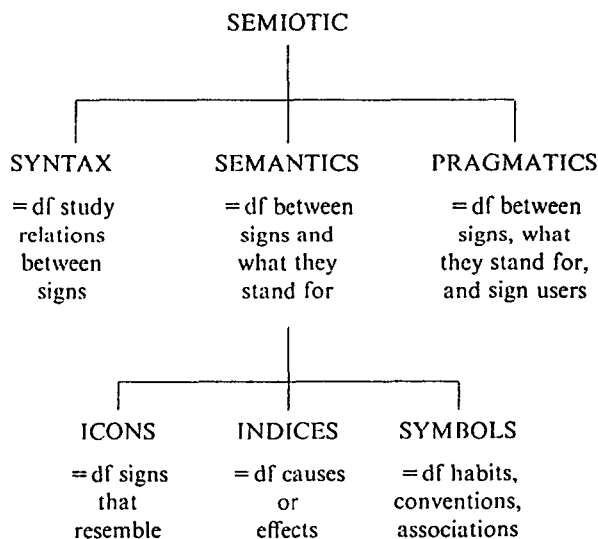 SEMIOTIC
SYNTAX
= df study
relations
between
signs
SEMANTICS
= df between
signs and
what they
stand for
PRAGMATICS
= df between
signs, what
they stand for,
and sign users
ICONS
= df signs
that
resemble
INDICES
= df causes
or
effects
SYMBOLS
= df habits,
conventions,
associations